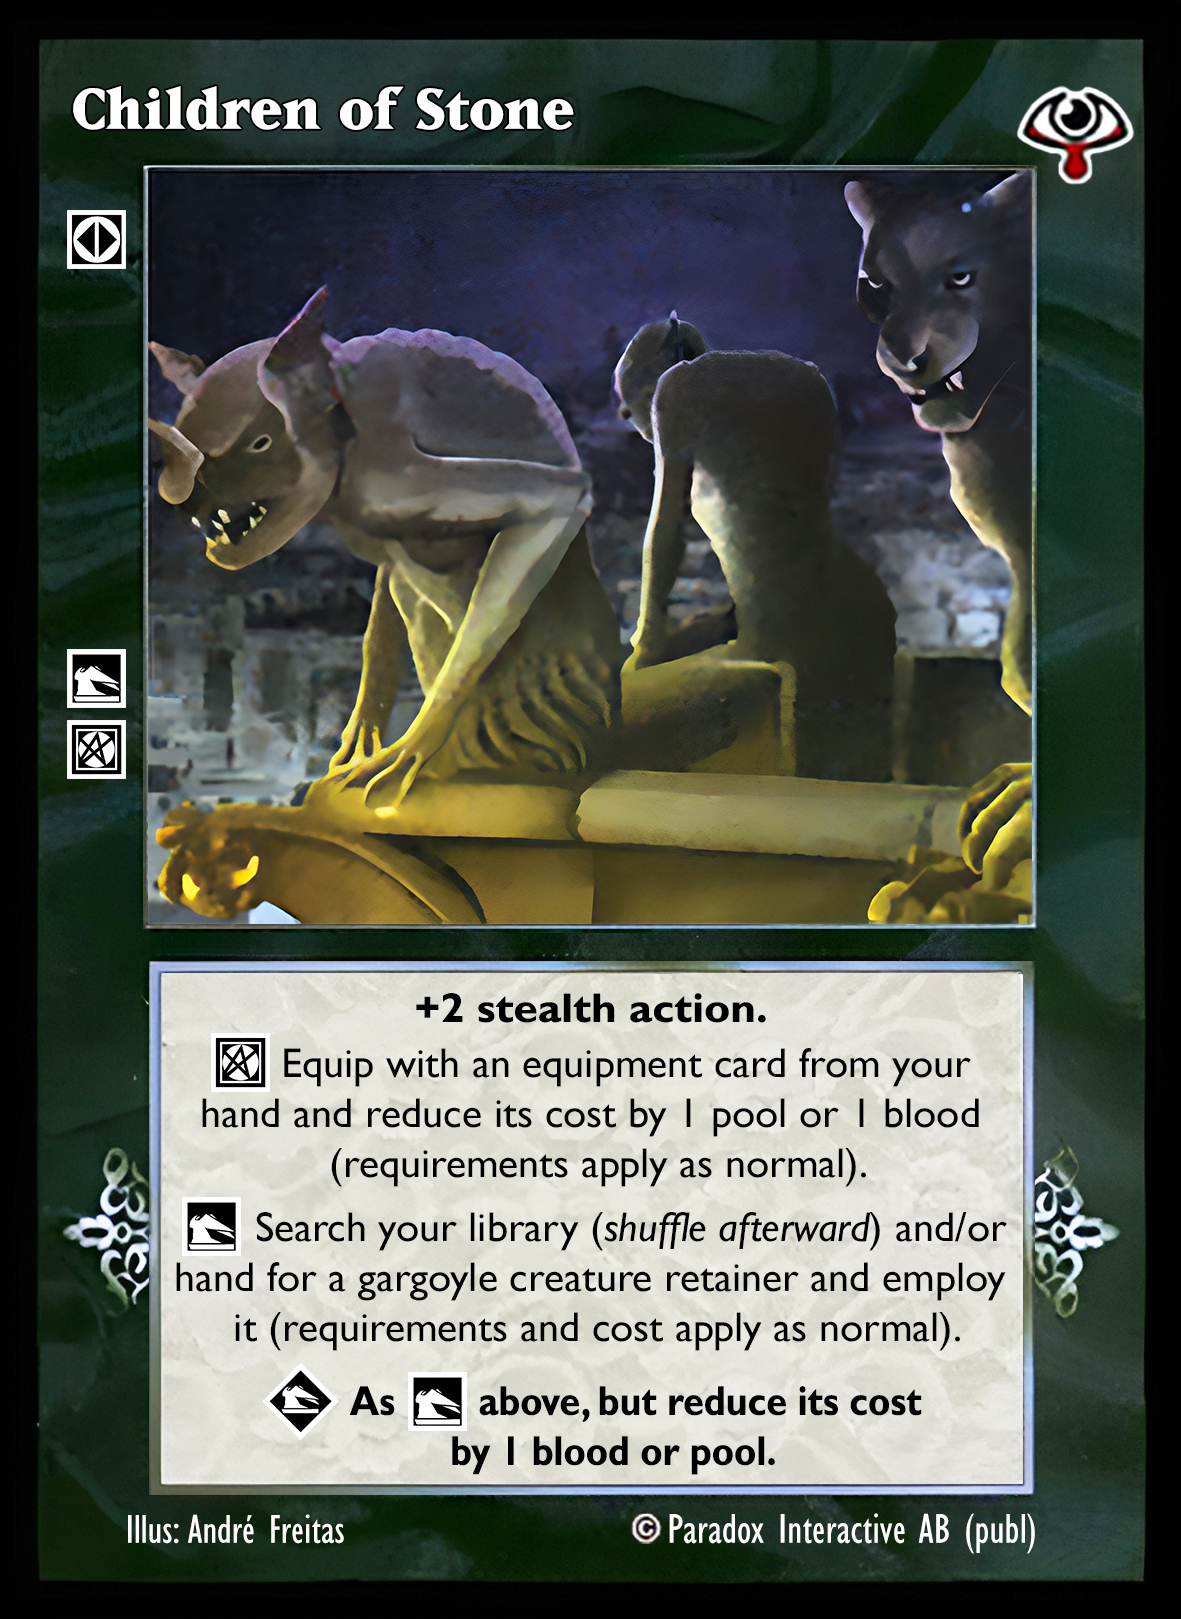 Children of Stone
+2 stealth action.
Equip with an equipment card from your
hand and reduce its cost by 1 pool or 1 blood
(requirements apply as normal).
Search your library (shuffle afterward) and/or
hand for a gargoyle creature retainer and employ
it (requirements and cost apply as normal).
As above, but reduce its cost
by 1 blood or pool.
Illus: André Freitas
© Paradox Interactive AB (publ)